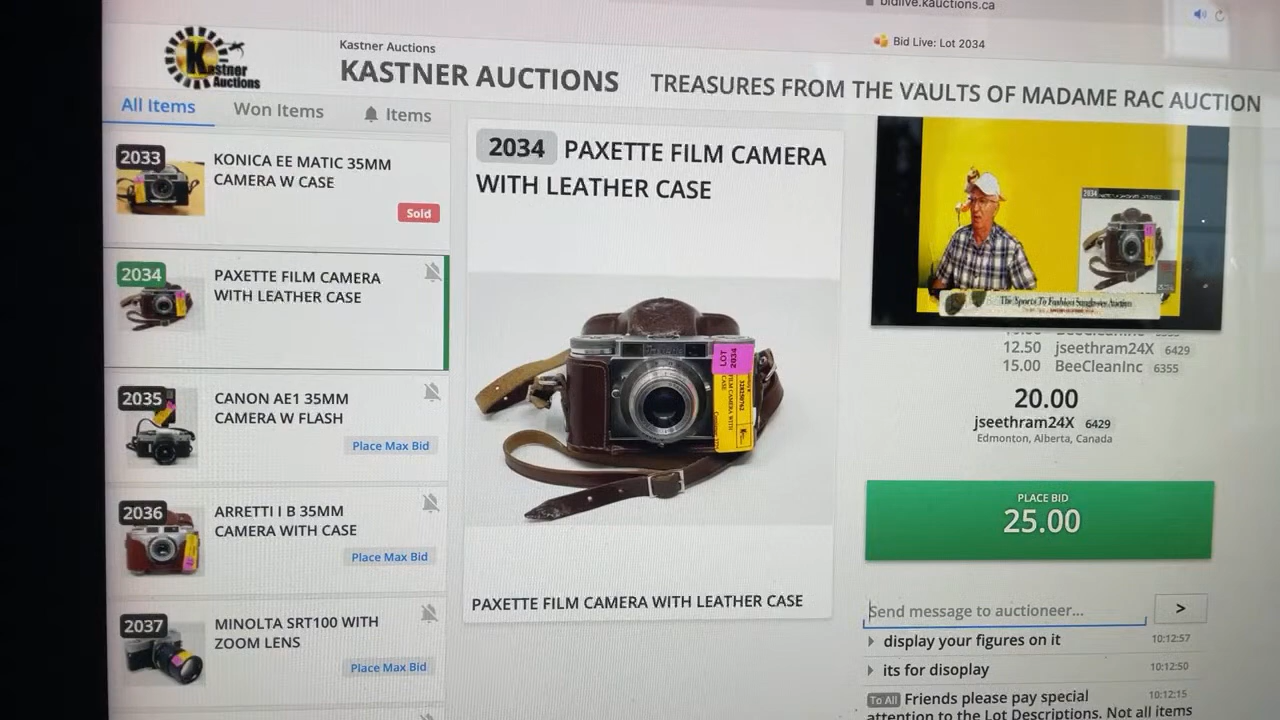 bidlive.kauctions.ca
Bid Live: Lot 2034
Kastner Auctions
Kastner
Auctions
KASTNER AUCTIONS
TREASURES FROM THE VAULTS OF MADAME RAC AUCTION
All Items
Won Items
Items
2033
KONICA EE MATIC 35MM
CAMERA W CASE
Sold
2034
PAXETTE FILM CAMERA
WITH LEATHER CASE
2035
CANON AE1 35MM
CAMERA W FLASH
Place Max Bid
2036
ARRETTI I B 35MM
CAMERA WITH CASE
Place Max Bid
2037
MINOLTA SRT100 WITH
ZOOM LENS
Place Max Bid
2034 PAXETTE FILM CAMERA
WITH LEATHER CASE
LOT
2034
FILM CAMERA WITH
CASE
PAXETTE FILM CAMERA WITH LEATHER CASE
2034
12.50 jseethram24X 6429
15.00 BeeCleanInc 6355
20.00
jseethram24X 6429
Edmonton, Alberta, Canada
PLACE BID
25.00
Send message to auctioneer...
>
display your figures on it 10:12:57
its for disoplay 10:12:50
To All Friends please pay special 10:12:15
attention to the Lot Descriptions. Not all items